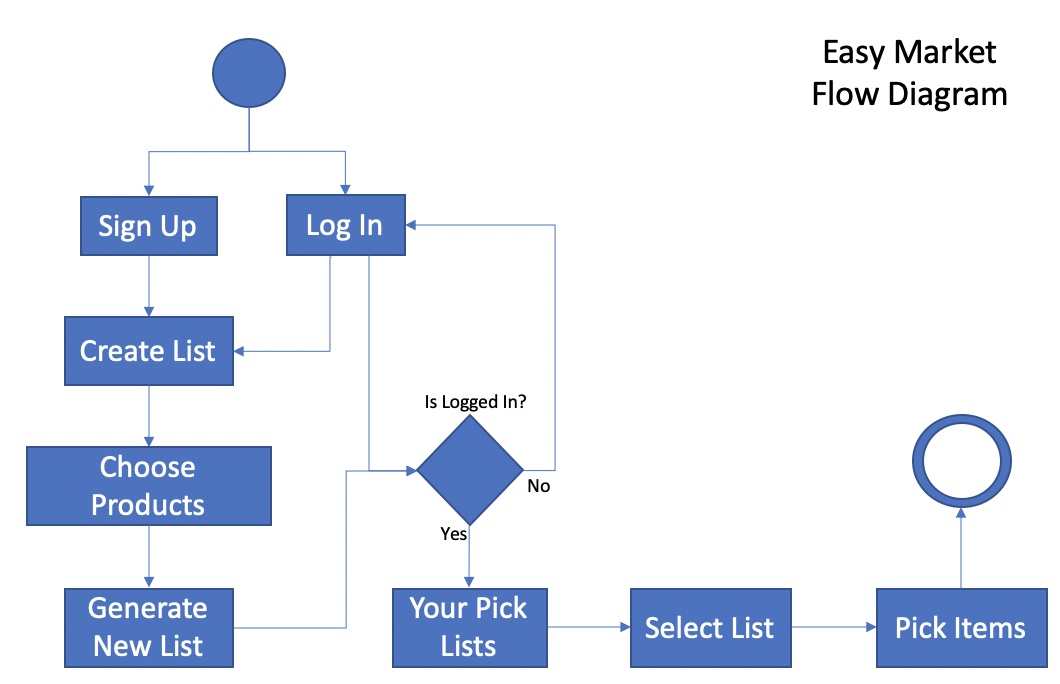 Easy Market
Flow Diagram
Sign Up
Log In
Create List
Is Logged In?
Choose
Products
No
Yes
Generate
New List
Your Pick
Lists
Select List
Pick Items